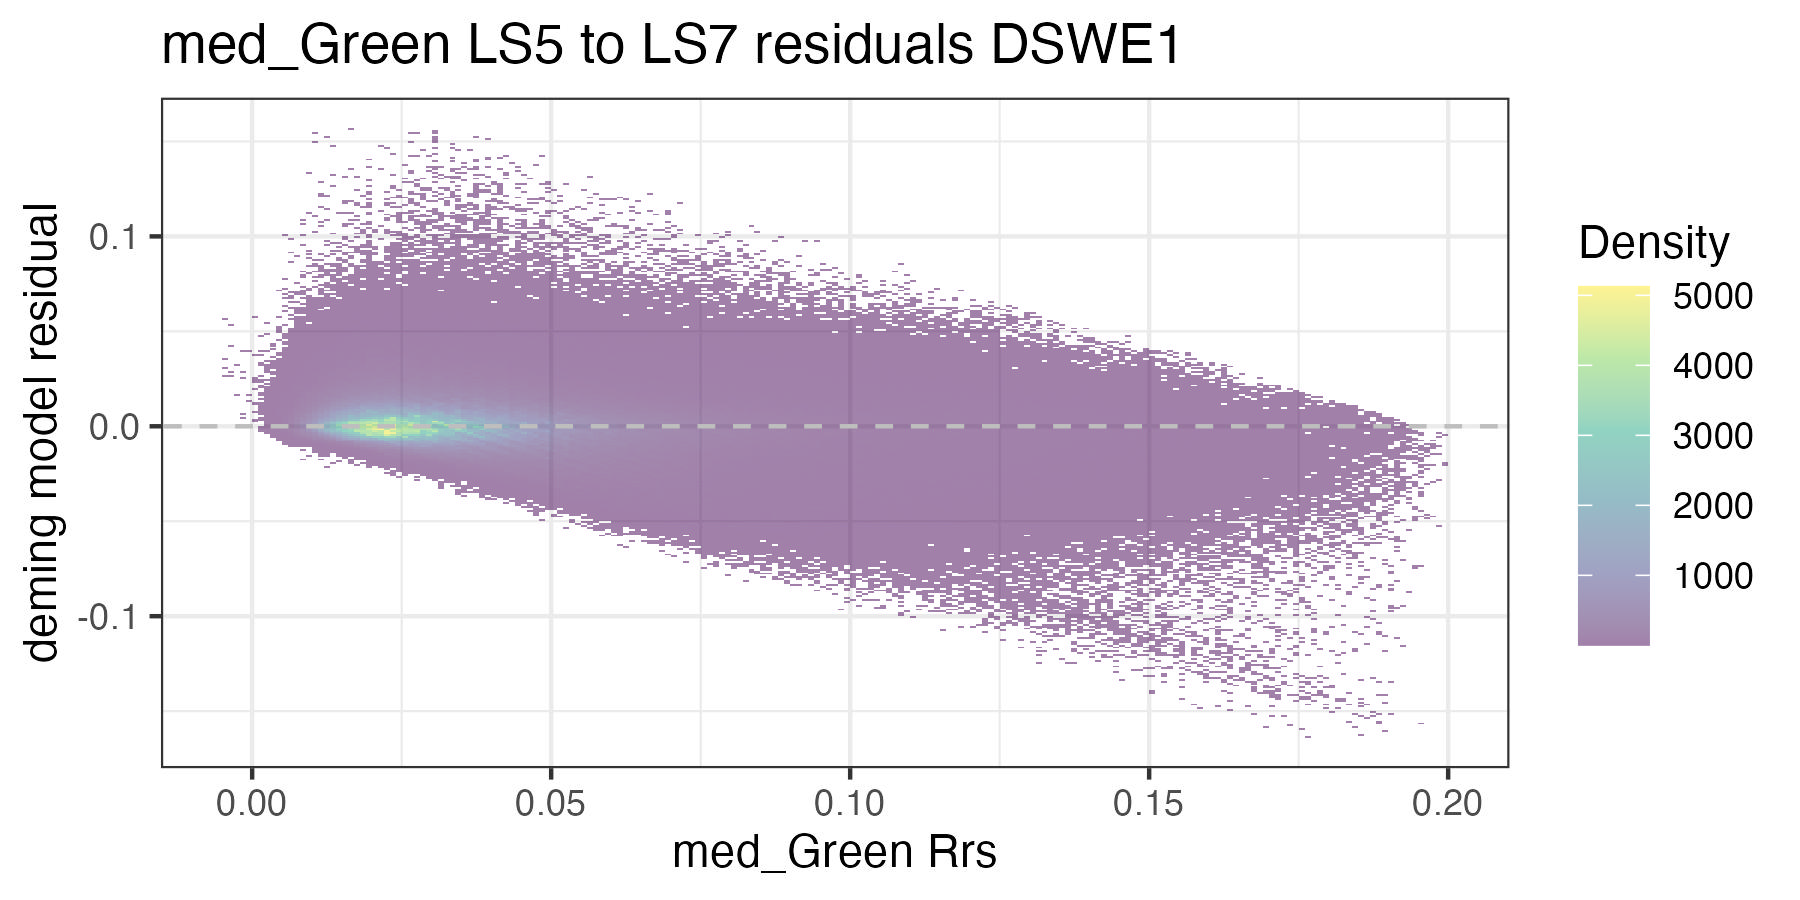 med_Green LS5 to LS7 residuals DSWE1
deming model residual
0.1
0.0
-0.1
0.00 0.05 0.10 0.15 0.20
med_Green Rrs
Density
5000
4000
3000
2000
1000